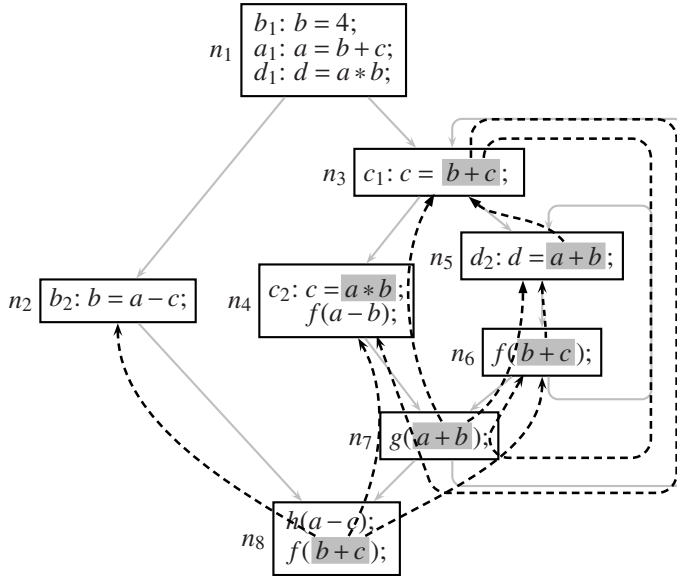 n₁
b₁: b = 4;
a₁: a = b + c;
d₁: d = a ∗ b;
n₃
c₁: c = b + c ;
n₅
d₂: d = a + b ;
n₂
b₂: b = a − c;
n₄
c₂: c = a ∗ b ;
f(a − b);
n₆
f( b + c );
n₇
g( a + b );
n₈
h(a − c);
f( b + c );